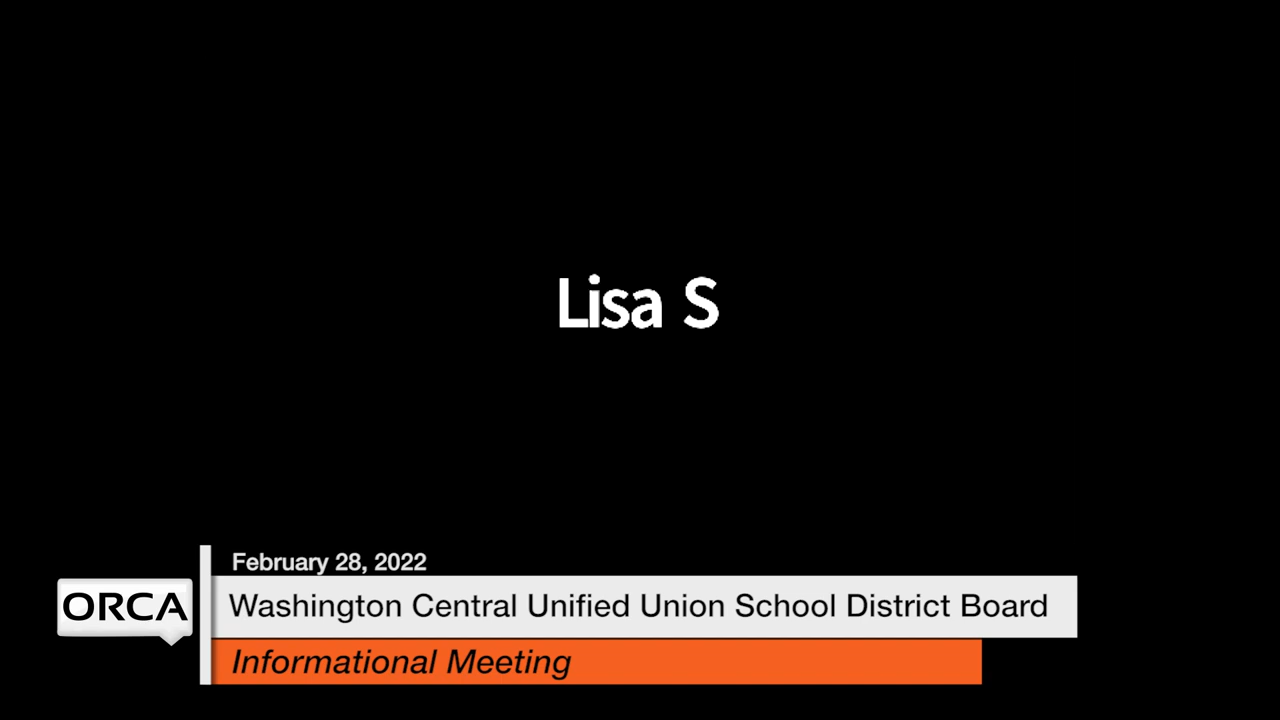 Lisa S
February 28, 2022
ORCA
Washington Central Unified Union School District Board
Informational Meeting